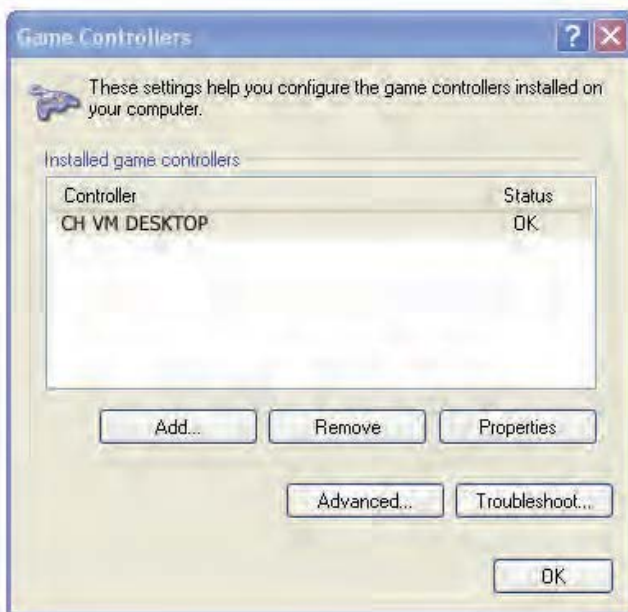 Game Controllers
These settings help you configure the game controllers installed on
your computer.
Installed game controllers
Controller Status
CH VM DESKTOP OK
Add... Remove Properties
Advanced... Troubleshoot...
OK